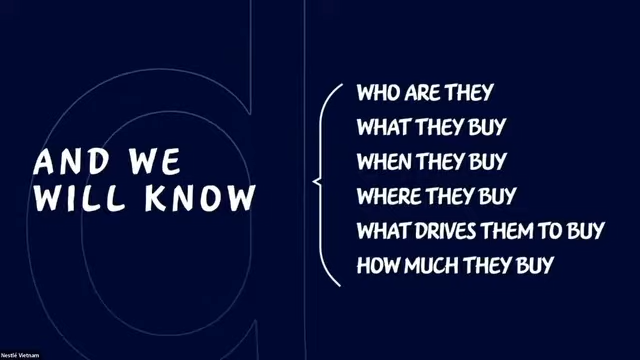 AND WE
WILL KNOW
WHO ARE THEY
WHAT THEY BUY
WHEN THEY BUY
WHERE THEY BUY
WHAT DRIVES THEM TO BUY
HOW MUCH THEY BUY
Nestlé Vietnam